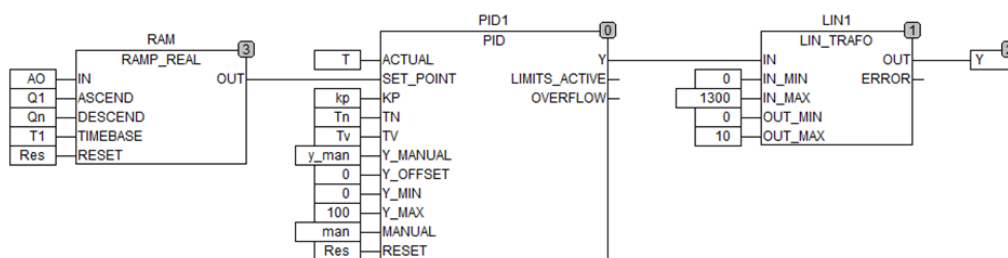 RAM
RAMP_REAL
3
AO IN OUT
Q1 ASCEND
Qn DESCEND
T1 TIMEBASE
Res RESET
PID1
PID
0
T ACTUAL Y
SET_POINT LIMITS_ACTIVE
kp KP OVERFLOW
Tn TN
Tv TV
y_man Y_MANUAL
0 Y_OFFSET
0 Y_MIN
100 Y_MAX
man MANUAL
Res RESET
LIN1
LIN_TRAFO
1
IN OUT
0 IN_MIN ERROR
1300 IN_MAX
0 OUT_MIN
10 OUT_MAX
Y